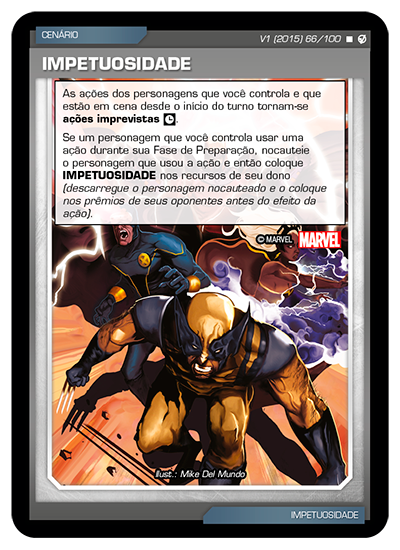 CENÁRIO
V1 (2015) 66/100
IMPETUOSIDADE
As ações dos personagens que você controla e que
estão em cena desde o início do turno tornam-se
ações imprevistas.
Se um personagem que você controla usar uma
ação durante sua Fase de Preparação, nocauteie
o personagem que usou a ação e então coloque
IMPETUOSIDADE nos recursos de seu dono
(descarregue o personagem nocauteado e o coloque
nos prêmios de seus oponentes antes do efeito da
ação).
© MARVEL MARVEL
Ilust.: Mike Del Mundo
IMPETUOSIDADE